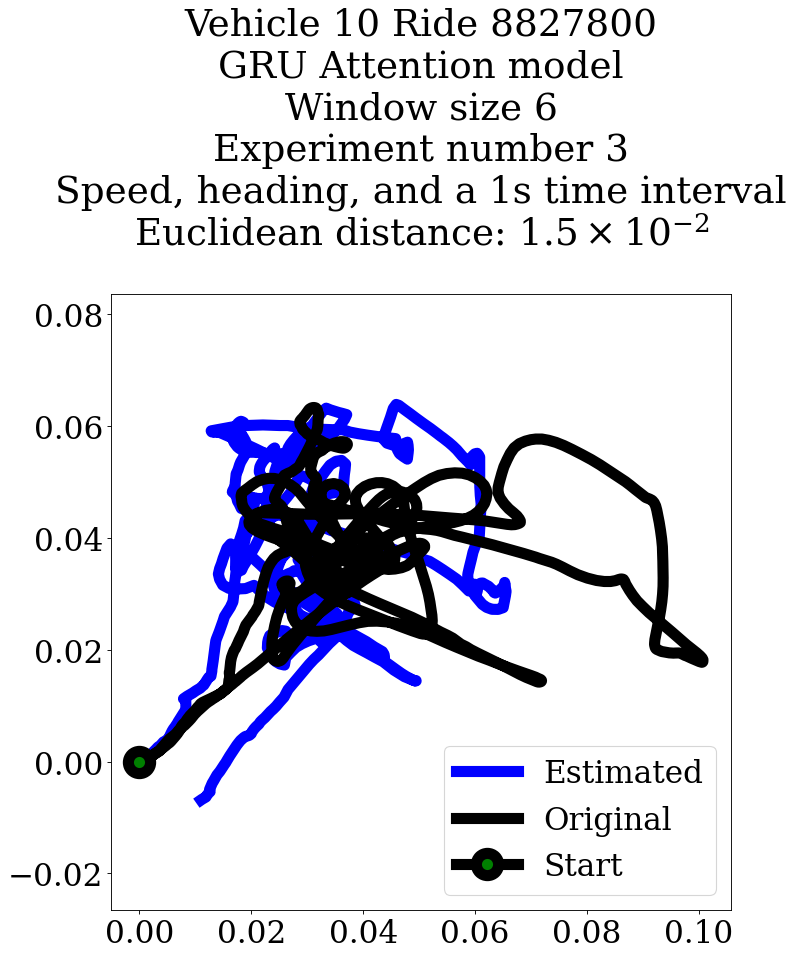 Vehicle 10 Ride 8827800
GRU Attention model
Window size 6
Experiment number 3
Speed, heading, and a 1s time interval
Euclidean distance: 1.5 × 10⁻²
0.08
0.06
0.04
0.02
0.00
−0.02
Estimated
Original
Start
0.00 0.02 0.04 0.06 0.08 0.10